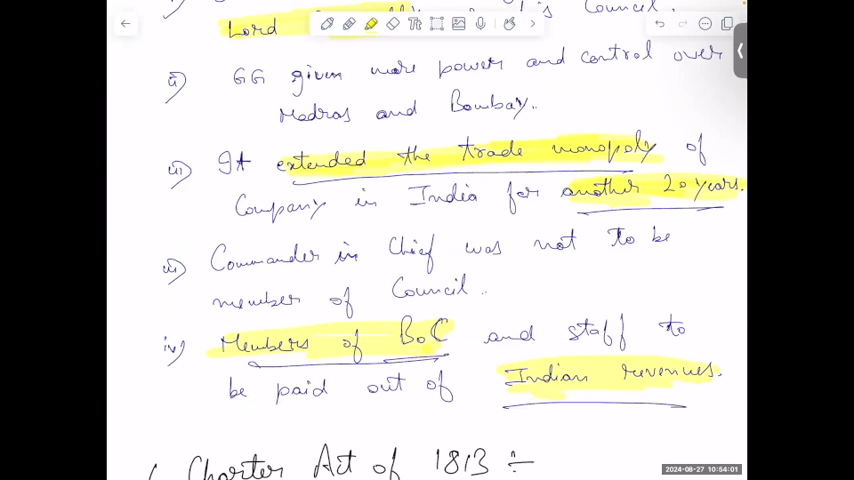 Council.
Lord
ii) GG given more power and control over
Madras and Bombay.
iii) It extended the trade monopoly of
Company in India for another 20 years.
iii) Commander in Chief was not to be
member of Council.
iv) Members of BoC and staff to
be paid out of Indian revenues.
Charter Act of 1813 ÷
2024-08-27 10:54:01